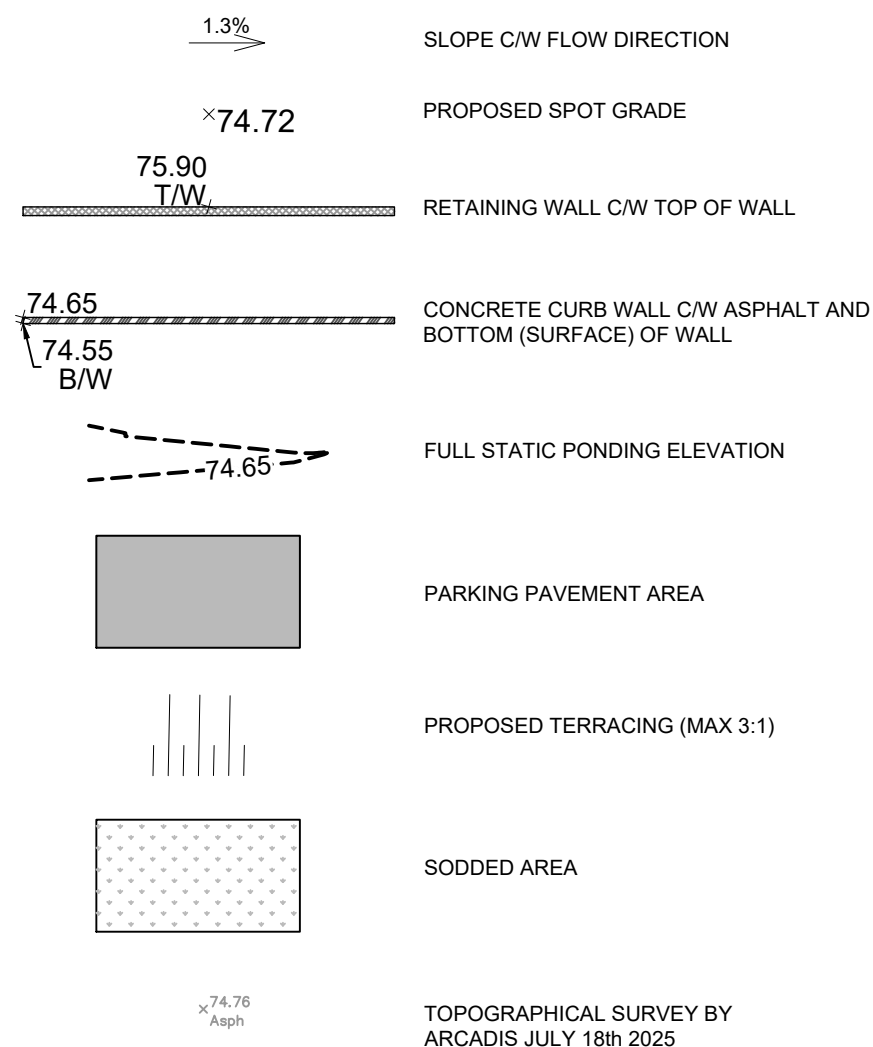 1.3%
SLOPE C/W FLOW DIRECTION
×74.72
PROPOSED SPOT GRADE
75.90
T/W
RETAINING WALL C/W TOP OF WALL
74.65
CONCRETE CURB WALL C/W ASPHALT AND
BOTTOM (SURFACE) OF WALL
74.55
B/W
74.65
FULL STATIC PONDING ELEVATION
PARKING PAVEMENT AREA
PROPOSED TERRACING (MAX 3:1)
SODDED AREA
×74.76
Asph
TOPOGRAPHICAL SURVEY BY
ARCADIS JULY 18th 2025